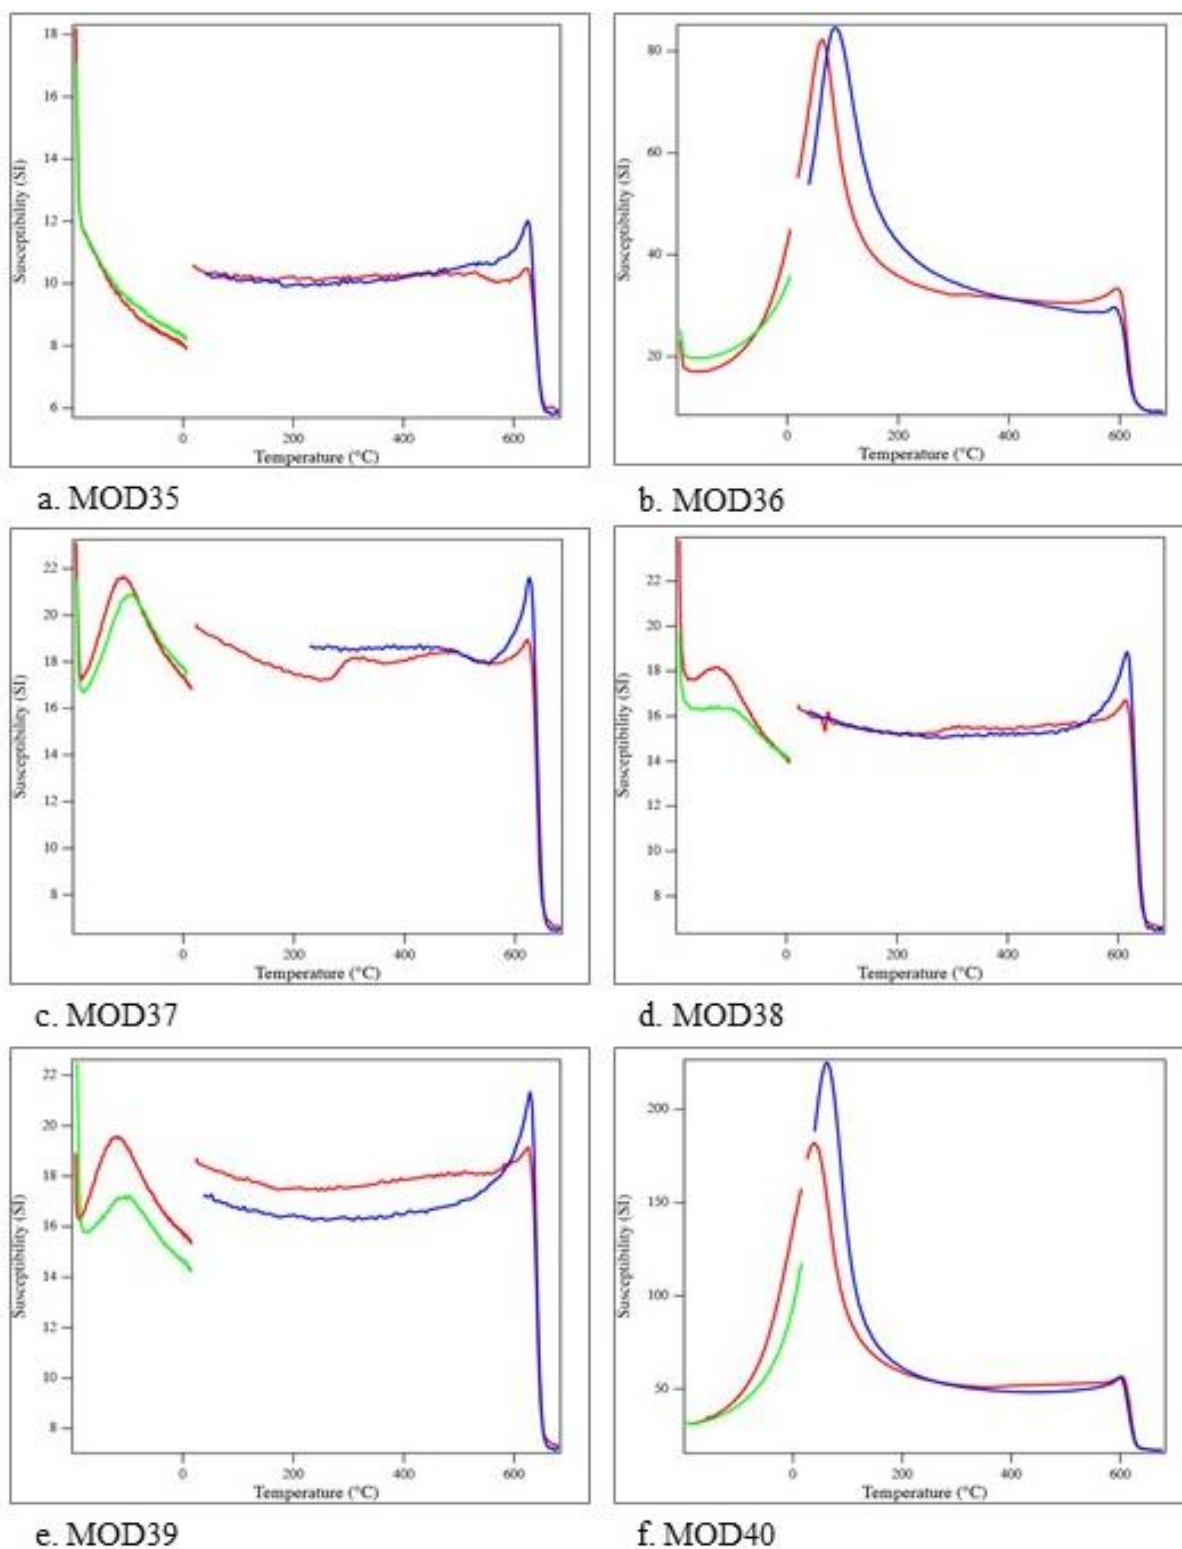 18
16
14
12
10
8
6
Susceptibility (SI)
0 200 400 600
Temperature (°C)
a. MOD35
80
60
40
20
Susceptibility (SI)
0 200 400 600
Temperature (°C)
b. MOD36
22
20
18
16
14
12
10
8
Susceptibility (SI)
0 200 400 600
Temperature (°C)
c. MOD37
22
20
18
16
14
12
10
8
Susceptibility (SI)
0 200 400 600
Temperature (°C)
d. MOD38
22
20
18
16
14
12
10
8
Susceptibility (SI)
0 200 400 600
Temperature (°C)
e. MOD39
200
150
100
50
Susceptibility (SI)
0 200 400 600
Temperature (°C)
f. MOD40